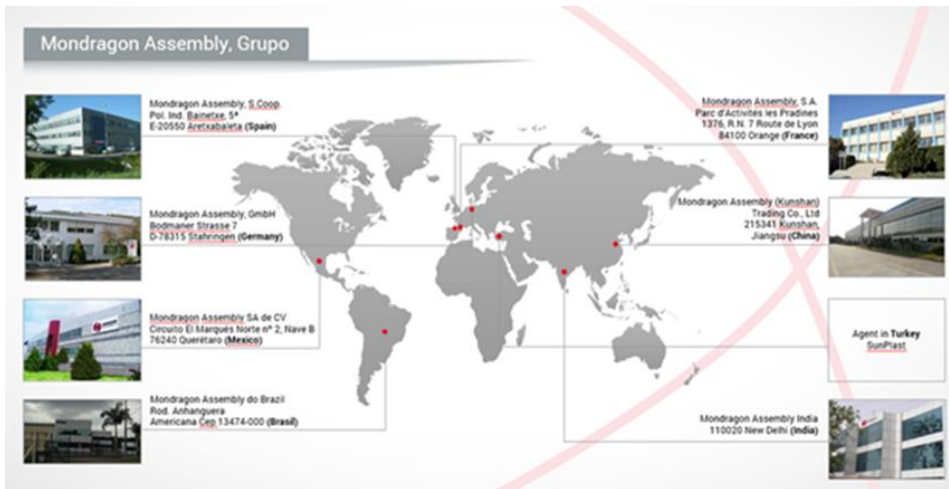 Mondragon Assembly, Grupo
Mondragon Assembly, S.Coop.
Pol. Ind. Bainetxe, 5ª
E-20550 Aretxabaleta (Spain)
Mondragon Assembly, GmbH
Bodmaner Strasse 7
D-78315 Stahringen (Germany)
Mondragon Assembly SA de CV
Circuito El Marqués Norte nº 2, Nave B
76240 Querétaro (Mexico)
Mondragon Assembly do Brazil
Rod. Anhanguera
Americana Cep 13474-000 (Brasil)
Mondragon Assembly, S.A.
Parc d'Activités les Pradines
1376, R.N. 7 Route de Lyon
84100 Orange (France)
Mondragon Assembly (Kunshan)
Trading Co., Ltd
215341 Kunshan,
Jiangsu (China)
Agent in Turkey
SunPlast
Mondragon Assembly India
110020 New Delhi (India)